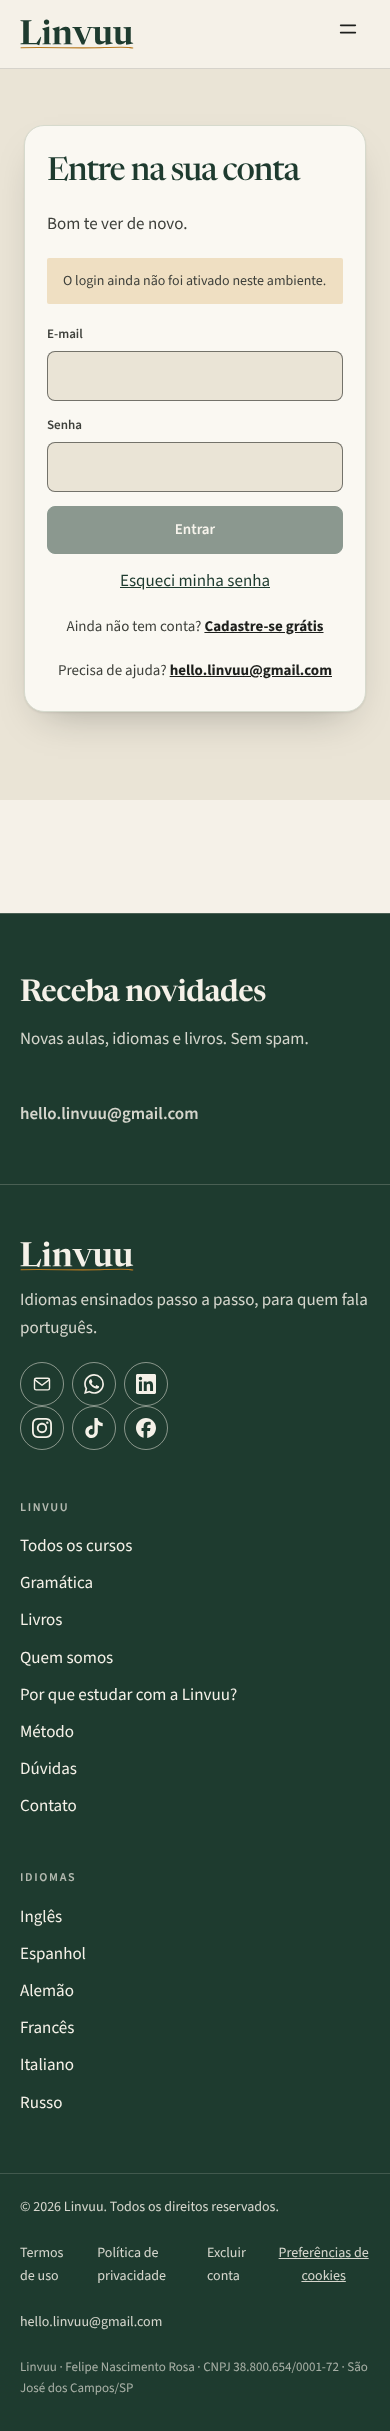 Linvuu
Entre na sua conta
Bom te ver de novo.
O login ainda não foi ativado neste ambiente.
E-mail
Senha
Entrar
Esqueci minha senha
Ainda não tem conta? Cadastre-se grátis
Precisa de ajuda? hello.linvuu@gmail.com
Receba novidades
Novas aulas, idiomas e livros. Sem spam.
hello.linvuu@gmail.com
Linvuu
Idiomas ensinados passo a passo, para quem fala
português.
LINVUU
Todos os cursos
Gramática
Livros
Quem somos
Por que estudar com a Linvuu?
Método
Dúvidas
Contato
IDIOMAS
Inglês
Espanhol
Alemão
Francês
Italiano
Russo
© 2026 Linvuu. Todos os direitos reservados.
Termos
de uso
Política de
privacidade
Excluir
conta
Preferências de
cookies
hello.linvuu@gmail.com
Linvuu · Felipe Nascimento Rosa · CNPJ 38.800.654/0001-72 · São
José dos Campos/SP